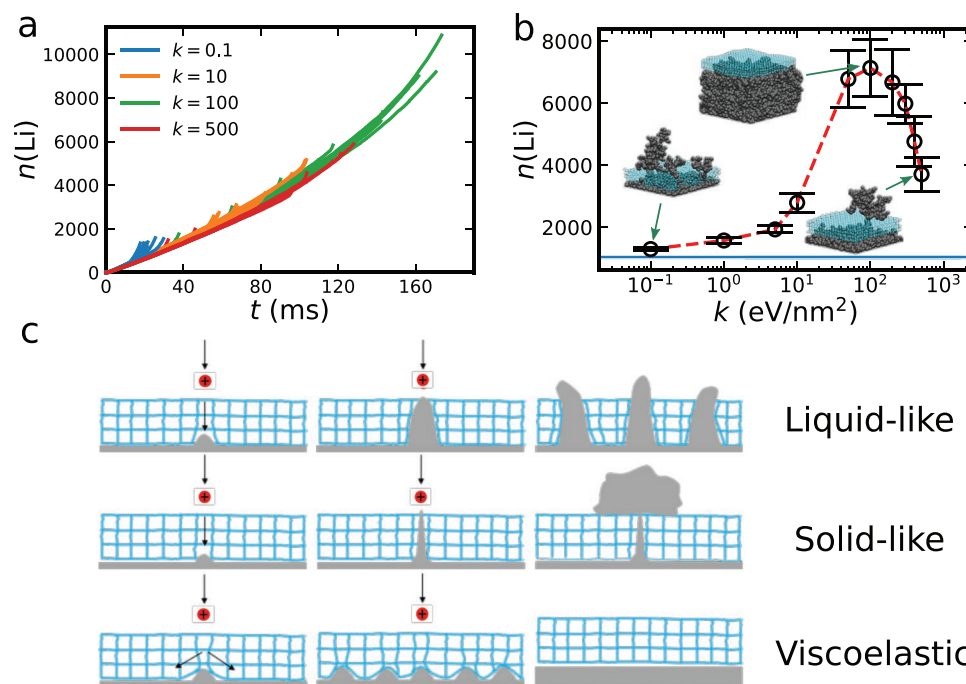 a
n(Li)
10000
8000
6000
4000
2000
0
k = 0.1
k = 10
k = 100
k = 500
0 40 80 120 160
t (ms)
b
n(Li)
8000
6000
4000
2000
10⁻¹ 10⁰ 10¹ 10² 10³
k (eV/nm²)
c
+ +
Liquid-like
+ +
Solid-like
+ +
Viscoelastic